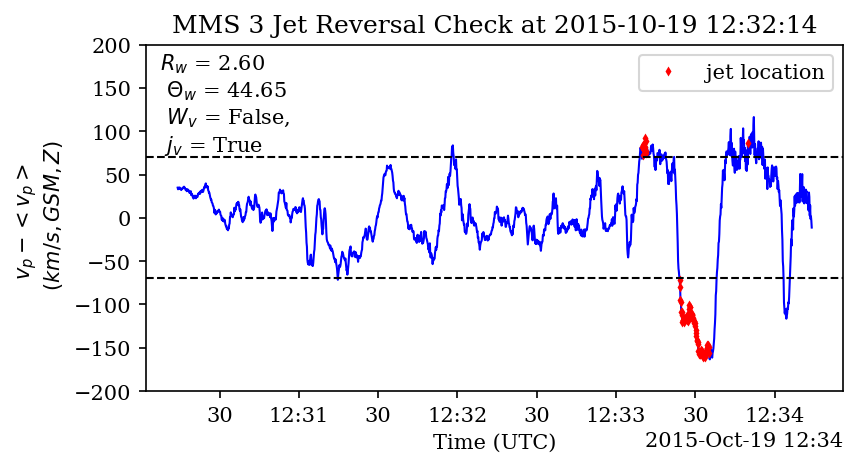 MMS 3 Jet Reversal Check at 2015-10-19 12:32:14
R_w = 2.60
Θ_w = 44.65
W_v = False,
j_v = True
jet location
v_p − < v_p >
(km/s, GSM, Z)
200
150
100
50
0
−50
−100
−150
−200
30 12:31 30 12:32 30 12:33 30 12:34
Time (UTC)
2015-Oct-19 12:34